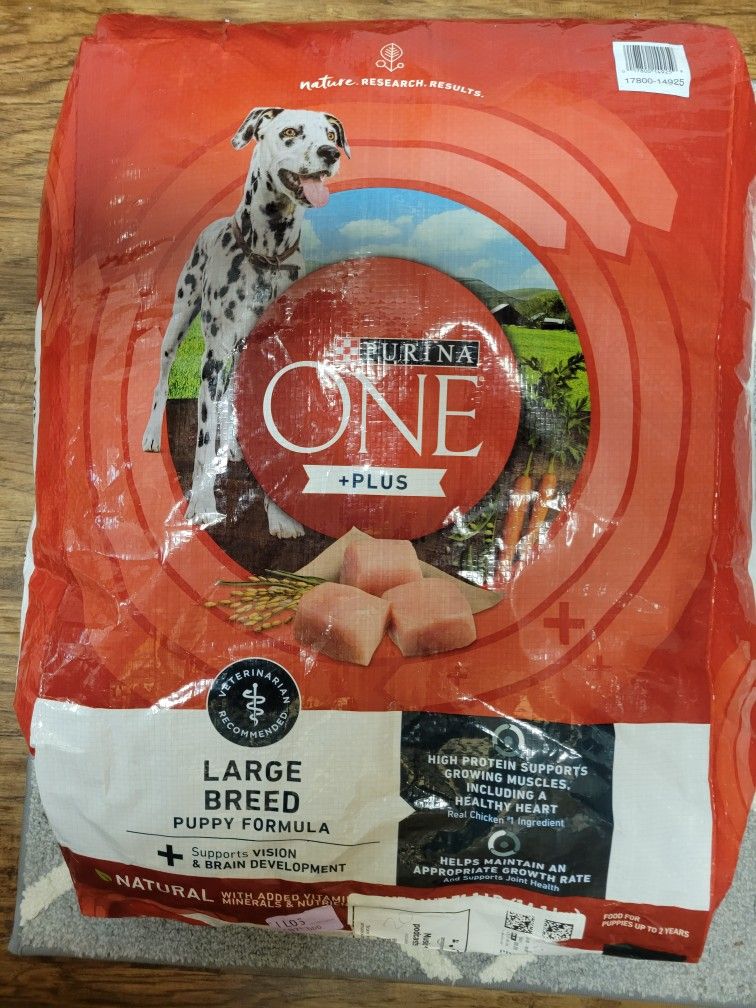 nature. RESEARCH. RESULTS.
17800-14925
PURINA
ONE
+PLUS
VETERINARIAN
RECOMMENDED
LARGE
BREED
PUPPY FORMULA
+ Supports VISION
& BRAIN DEVELOPMENT
HIGH PROTEIN SUPPORTS
GROWING MUSCLES,
INCLUDING A
HEALTHY HEART
Real Chicken #1 Ingredient
HELPS MAINTAIN AN
APPROPRIATE GROWTH RATE
And Supports Joint Health
NATURAL WITH ADDED
MINERALS &
FOOD FOR
PUPPIES UP TO 2 YEARS